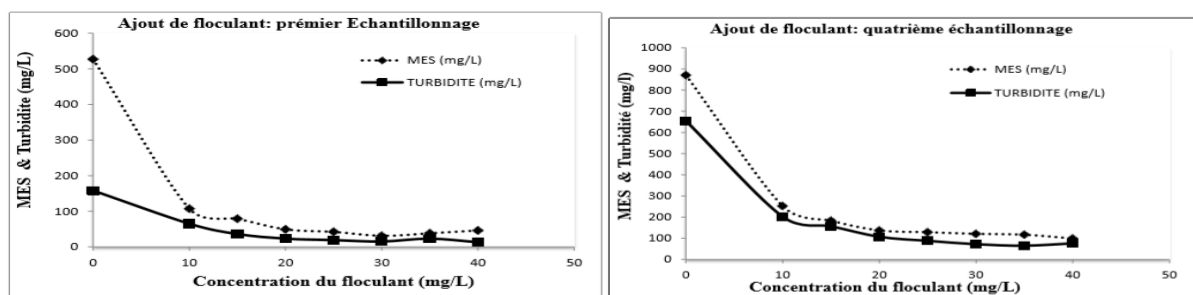 Ajout de floculant: prémier Echantillonnage
MES & Turbidite (mg/L)
600
500
400
300
200
100
0
MES (mg/L)
TURBIDITE (mg/L)
0 10 20 30 40 50
Concentration du floculant (mg/L)
Ajout de floculant: quatrième échantillonnage
MES & Turbidité (mg/l)
1000
900
800
700
600
500
400
300
200
100
0
MES (mg/L)
TURBIDITE (mg/L)
0 10 20 30 40 50
Concentration du floculant (mg/L)